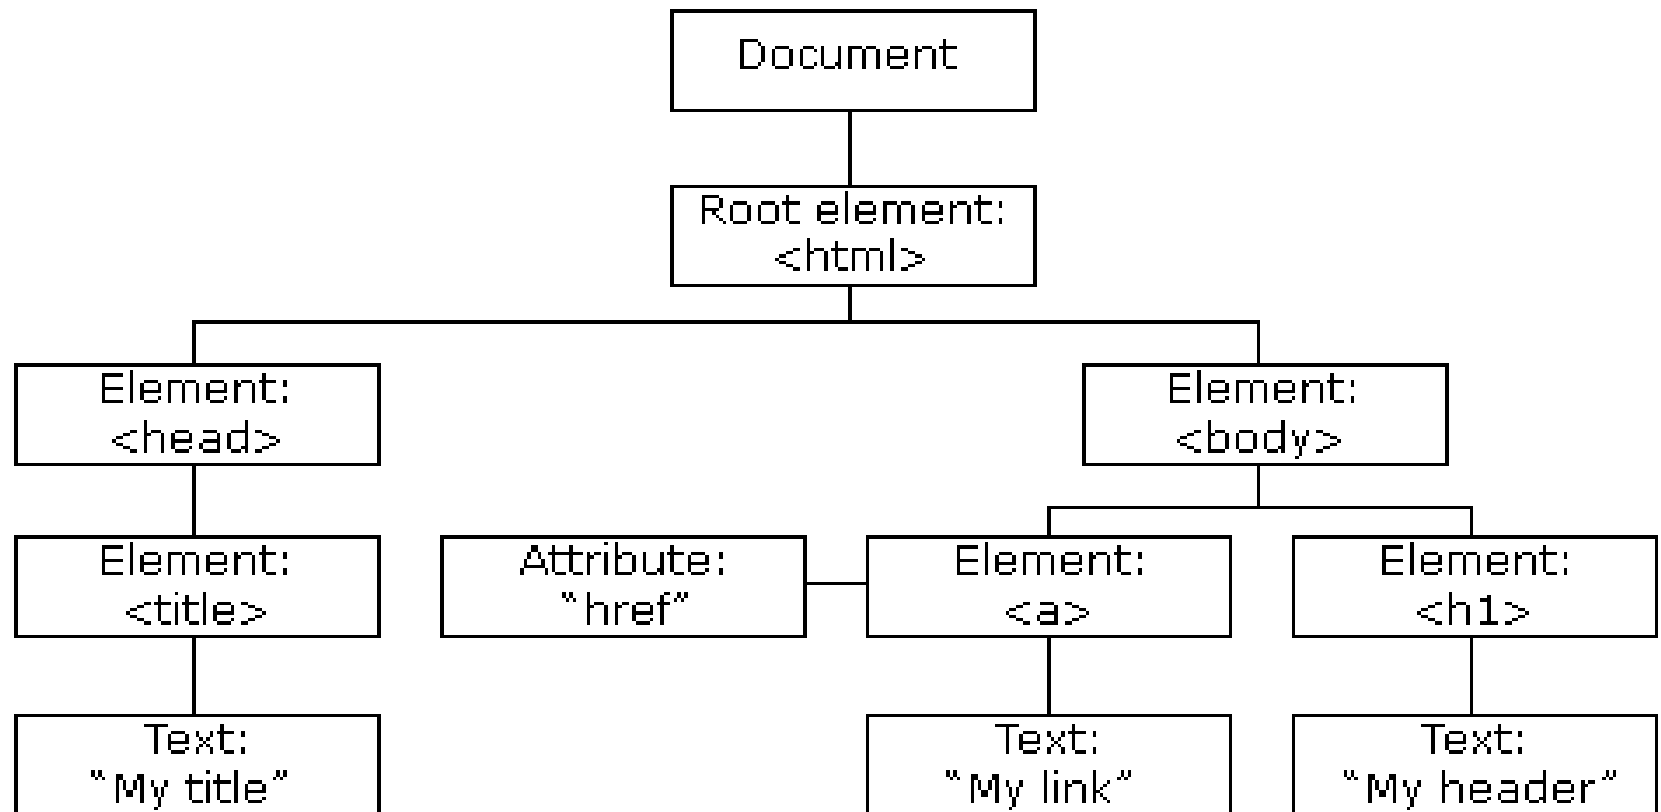 Document
Root element:
<html>
Element:
<head>
Element:
<body>
Element:
<title>
Attribute:
“href”
Element:
<a>
Element:
<h1>
Text:
“My title”
Text:
“My link”
Text:
“My header”